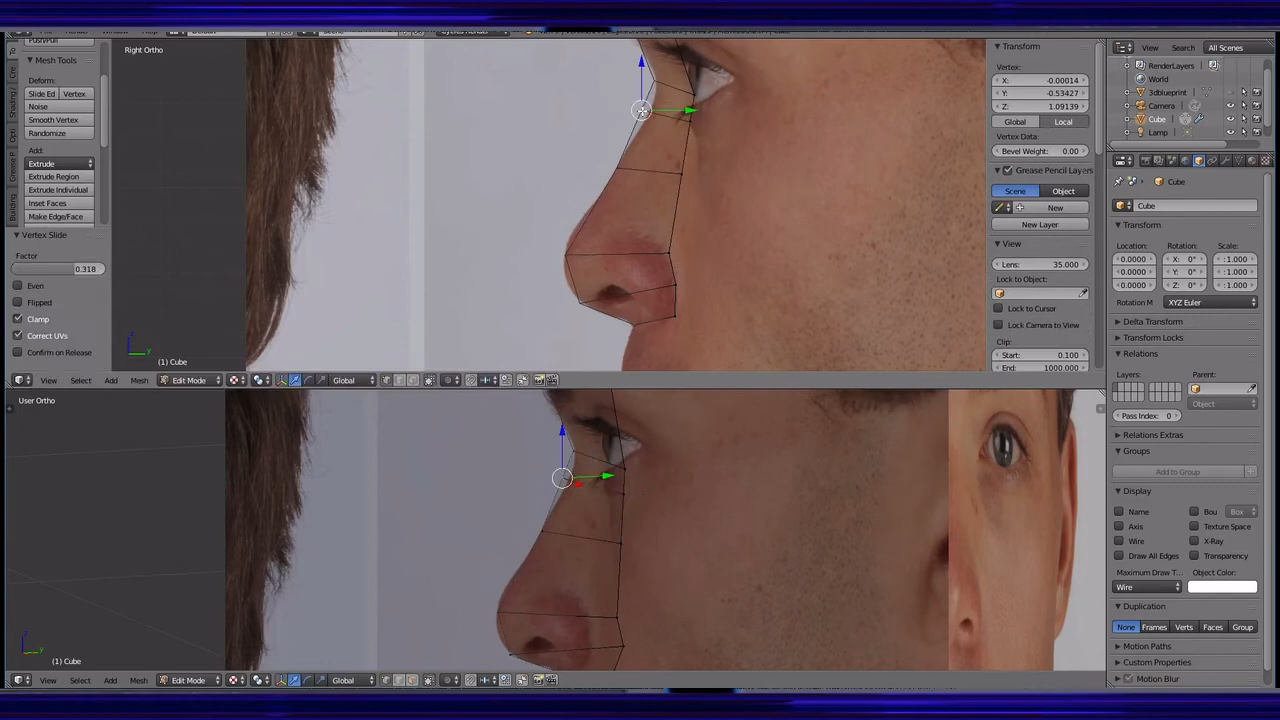 Push/Pull
Mesh Tools
Deform:
Slide Ed
Vertex
Noise
Smooth Vertex
Randomize
Add:
Extrude
Extrude Region
Extrude Individual
Inset Faces
Make Edge/Face
Vertex Slide
Factor
0.318
Even
Flipped
Clamp
Correct UVs
Confirm on Release
Right Ortho
(1) Cube
View
Select
Add
Mesh
Edit Mode
Global
Transform
Vertex:
X: -0.00014
Y: -0.53427
Z: 1.09139
Global
Local
Vertex Data:
Bevel Weight: 0.00
Grease Pencil Layers
Scene
Object
New
New Layer
View
Lens: 35.000
Lock to Object:
Lock to Cursor
Lock Camera to View
Clip:
Start: 0.100
End: 1000.000
User Ortho
(1) Cube
View
Select
Add
Mesh
Edit Mode
Global
View
Search
All Scenes
RenderLayers
World
3dblueprint
Camera
Cube
Lamp
Cube
Cube
Transform
Location:
Rotation:
Scale:
0.0000
X: 0°
:1.000
0.0000
Y: 0°
:1.000
0.0000
Z: 0°
:1.000
Rotation M
XYZ Euler
Delta Transform
Transform Locks
Relations
Layers:
Parent:
Object
Pass Index: 0
Relations Extras
Groups
Add to Group
Display
Name
Bou
Box
Axis
Texture Space
Wire
X-Ray
Draw All Edges
Transparency
Maximum Draw T...
Object Color:
Wire
Duplication
None
Frames
Verts
Faces
Group
Motion Paths
Custom Properties
Motion Blur